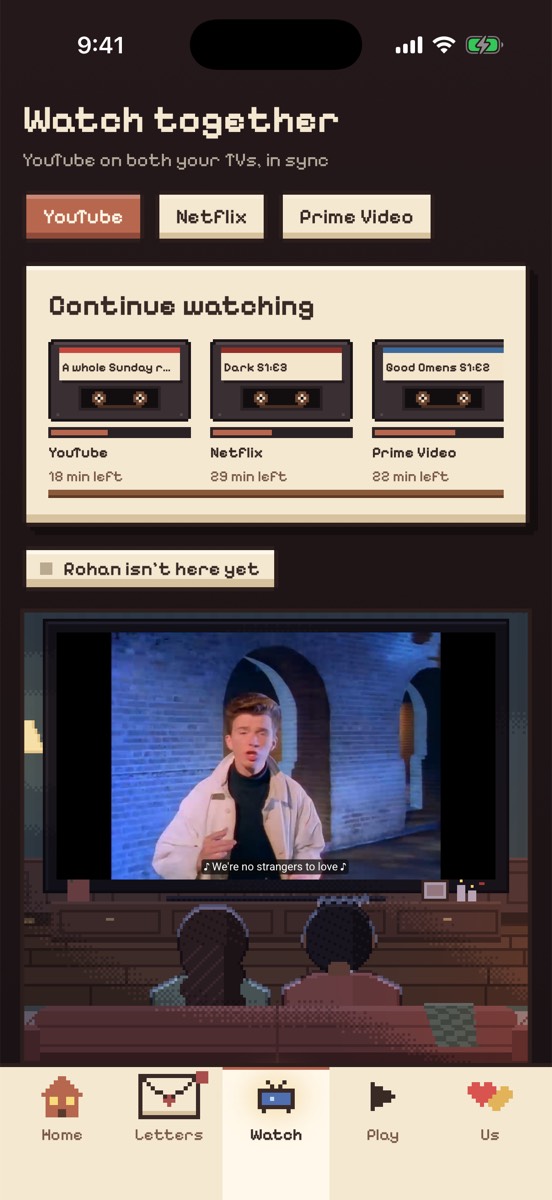 9:41
Watch together
YouTube on both your TVs, in sync
YouTube
Netflix
Prime Video
Continue watching
A whole Sunday r...
Dark S1:E3
Good Omens S1:E2
YouTube
Netflix
Prime Video
18 min left
29 min left
22 min left
Rohan isn't here yet
♪ We're no strangers to love ♪
Home
Letters
Watch
Play
Us